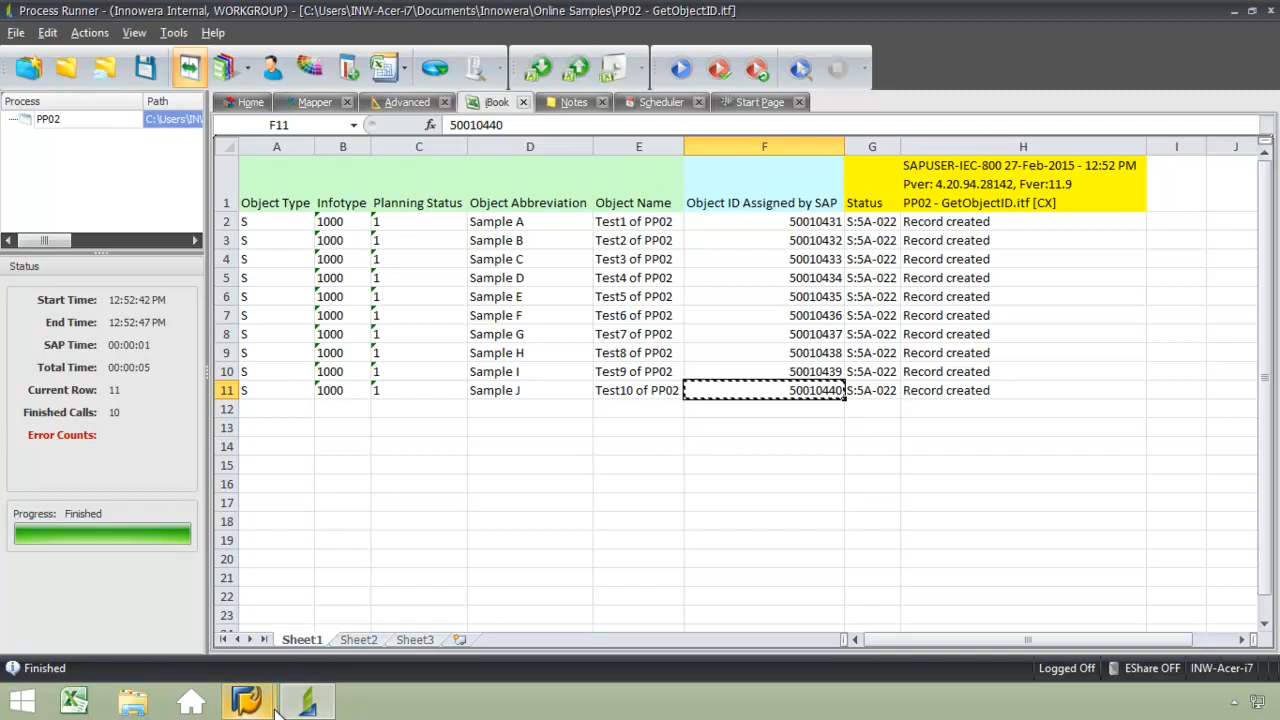 Process Runner - (Innowera Internal, WORKGROUP) - [C:\Users\INW-Acer-i7\Documents\Innowera\Online Samples\PP02 - GetObjectID.itf]
File Edit Actions View Tools Help
Process Path
PP02 C:\Users\INW
Home Mapper Advanced iBook Notes Scheduler Start Page
F11 fx 50010440
A B C D E F G H I J
SAPUSER-IEC-800 27-Feb-2015 - 12:52 PM
Pver: 4.20.94.28142, Fver:11.9
1 Object Type Infotype Planning Status Object Abbreviation Object Name Object ID Assigned by SAP Status PP02 - GetObjectID.itf [CX]
2 S 1000 1 Sample A Test1 of PP02 50010431 S:5A-022 Record created
3 S 1000 1 Sample B Test2 of PP02 50010432 S:5A-022 Record created
4 S 1000 1 Sample C Test3 of PP02 50010433 S:5A-022 Record created
5 S 1000 1 Sample D Test4 of PP02 50010434 S:5A-022 Record created
6 S 1000 1 Sample E Test5 of PP02 50010435 S:5A-022 Record created
7 S 1000 1 Sample F Test6 of PP02 50010436 S:5A-022 Record created
8 S 1000 1 Sample G Test7 of PP02 50010437 S:5A-022 Record created
9 S 1000 1 Sample H Test8 of PP02 50010438 S:5A-022 Record created
10 S 1000 1 Sample I Test9 of PP02 50010439 S:5A-022 Record created
11 S 1000 1 Sample J Test10 of PP02 50010440 S:5A-022 Record created
12
13
14
15
16
17
18
19
20
21
22
23
Status
Start Time: 12:52:42 PM
End Time: 12:52:47 PM
SAP Time: 00:00:01
Total Time: 00:00:05
Current Row: 11
Finished Calls: 10
Error Counts:
Progress: Finished
Sheet1 Sheet2 Sheet3
Finished Logged Off EShare OFF INW-Acer-i7